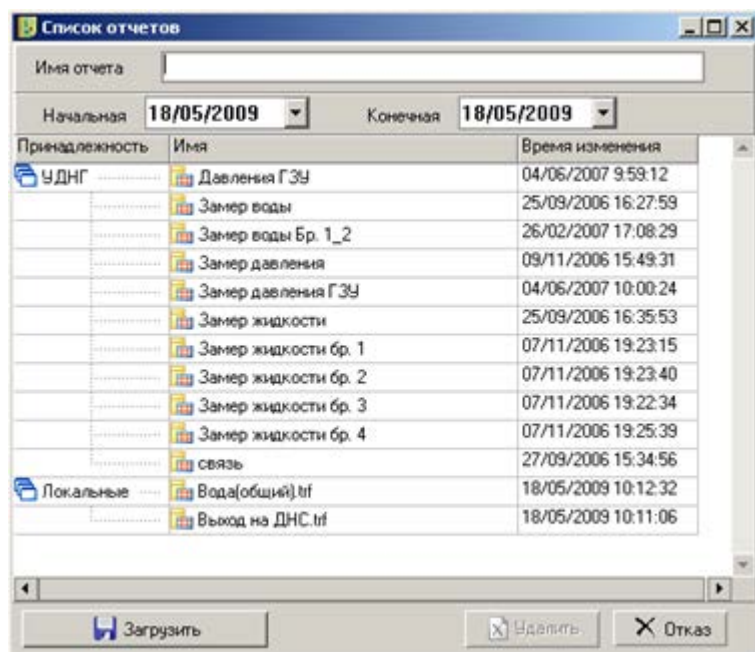 Список отчетов
Имя отчета
Начальная 18/05/2009 Конечная 18/05/2009
Принадлежность Имя Время изменения
УДНГ Давления ГЗУ 04/06/2007 9:59:12
Замер воды 25/09/2006 16:27:59
Замер воды Бр. 1_2 26/02/2007 17:08:29
Замер давления 09/11/2006 15:49:31
Замер давления ГЗУ 04/06/2007 10:00:24
Замер жидкости 25/09/2006 16:35:53
Замер жидкости бр. 1 07/11/2006 19:23:15
Замер жидкости бр. 2 07/11/2006 19:23:40
Замер жидкости бр. 3 07/11/2006 19:22:34
Замер жидкости бр. 4 07/11/2006 19:25:39
связь 27/09/2006 15:34:56
Локальные Вода(общий).trf 18/05/2009 10:12:32
Выход на ДНС.trf 18/05/2009 10:11:06
Загрузить Удалить Отказ